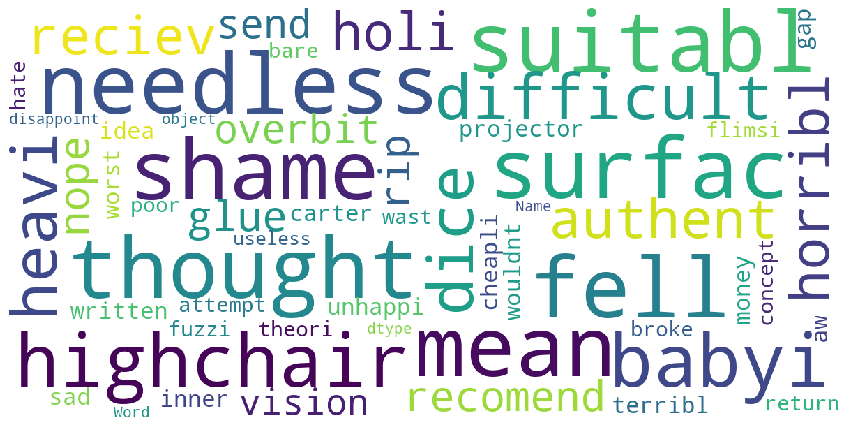 reciev
send
holi
suitabl
gap
hate
needless
bare
difficult
horribl
disappoint
object
idea
overbit
projector
flimsi
heavi
nope
worst
shame
rip
dice
surfac
poor
glue
carter
wast
Name
authent
useless
thought
cheapli
wouldnt
fell
money
concept
written
attempt
unhappi
fuzzi
theori
dtype
broke
aw
highchair
mean
babyi
sad
Word
inner
vision
recomend
terribl
return